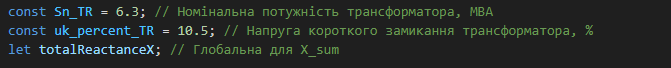 const Sn_TR = 6.3; // Номінальна потужність трансформатора, МВА
const uk_percent_TR = 10.5; // Напруга короткого замикання трансформатора, %
let totalReactanceX; // Глобальна для X_sum